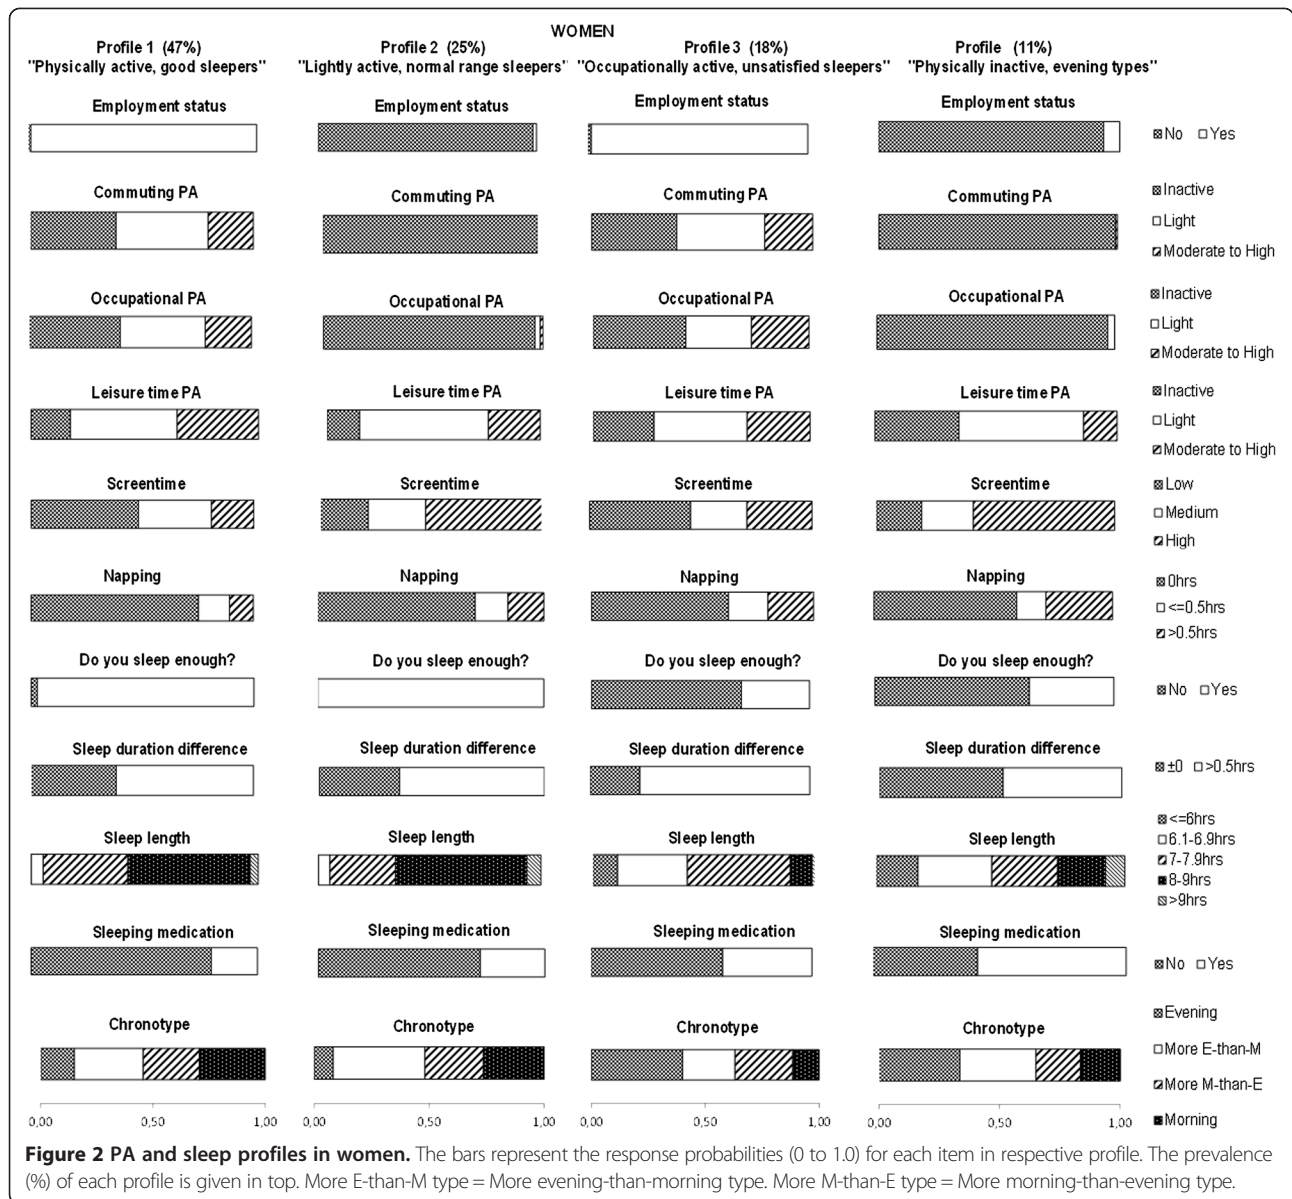 WOMEN
Profile 1 (47%) Profile 2 (25%) Profile 3 (18%) Profile (11%)
"Physically active, good sleepers" "Lightly active, normal range sleepers" "Occupationally active, unsatisfied sleepers" "Physically inactive, evening types"
Employment status Employment status Employment status Employment status
No Yes
Commuting PA Commuting PA Commuting PA Commuting PA
Inactive
Light
Moderate to High
Occupational PA Occupational PA Occupational PA Occupational PA
Inactive
Light
Moderate to High
Leisure time PA Leisure time PA Leisure time PA Leisure time PA
Inactive
Light
Moderate to High
Screentime Screentime Screentime Screentime
Low
Medium
High
Napping Napping Napping Napping
0hrs
<=0.5hrs
>0.5hrs
Do you sleep enough? Do you sleep enough? Do you sleep enough? Do you sleep enough?
No Yes
Sleep duration difference Sleep duration difference Sleep duration difference Sleep duration difference
±0 >0.5hrs
Sleep length Sleep length Sleep length Sleep length
<=6hrs
6.1-6.9hrs
7-7.9hrs
8-9hrs
>9hrs
Sleeping medication Sleeping medication Sleeping medication Sleeping medication
No Yes
Chronotype Chronotype Chronotype Chronotype
Evening
More E-than-M
More M-than-E
Morning
0,00 0,50 1,00 0,00 0,50 1,00 0,00 0,50 1,00 0,00 0,50 1,00
Figure 2 PA and sleep profiles in women. The bars represent the response probabilities (0 to 1.0) for each item in respective profile. The prevalence
(%) of each profile is given in top. More E-than-M type = More evening-than-morning type. More M-than-E type = More morning-than-evening type.